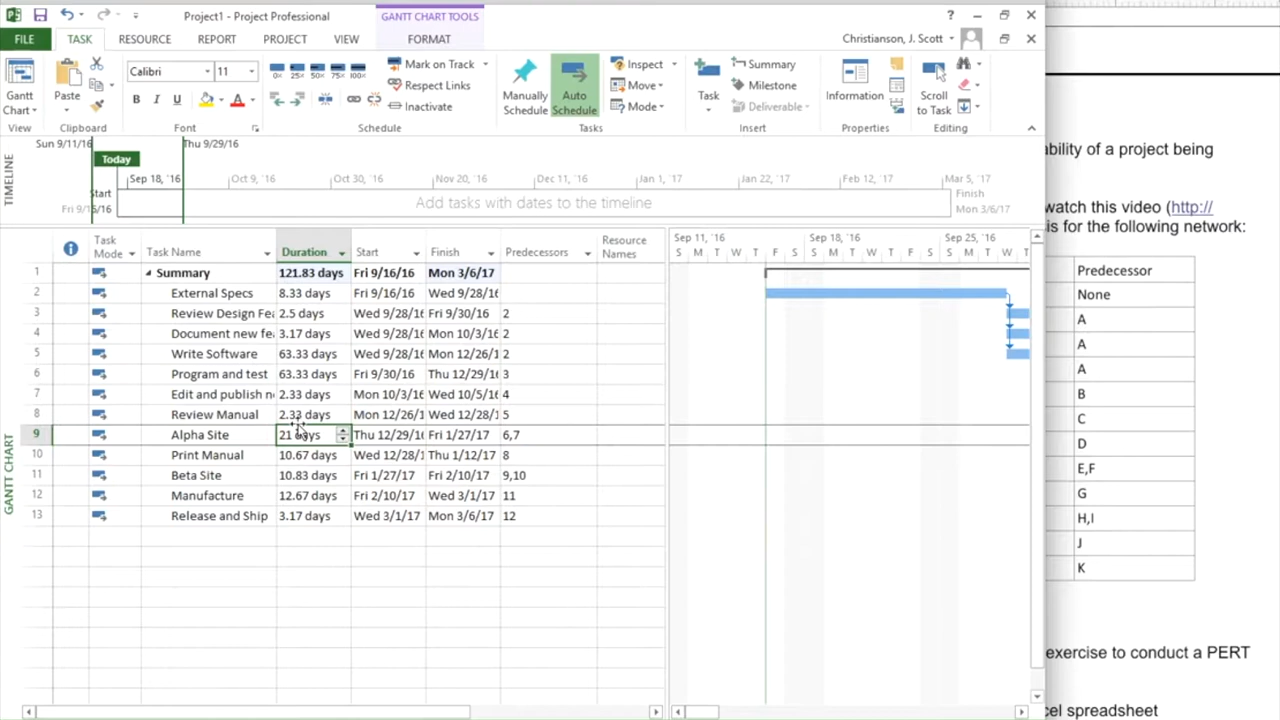 Project1 - Project Professional
GANTT CHART TOOLS
FILE TASK RESOURCE REPORT PROJECT VIEW FORMAT
Christianson, J. Scott
Gantt Chart
View
Paste
Clipboard
Calibri 11
B I U A
Font
0% 25% 50% 75% 100%
Mark on Track
Respect Links
Inactivate
Schedule
Manually Schedule
Auto Schedule
Inspect
Move
Mode
Tasks
Task
Summary
Milestone
Deliverable
Insert
Information
Properties
Scroll to Task
Editing
TIMELINE
Sun 9/11/16 Thu 9/29/16
Today
Sep 18, '16 Oct 9, '16 Oct 30, '16 Nov 20, '16 Dec 11, '16 Jan 1, '17 Jan 22, '17 Feb 12, '17 Mar 5, '17
Start
Fri 9/16/16
Add tasks with dates to the timeline
Finish
Mon 3/6/17
GANTT CHART
Task Mode Task Name Duration Start Finish Predecessors Resource Names
1 Summary 121.83 days Fri 9/16/16 Mon 3/6/17
2 External Specs 8.33 days Fri 9/16/16 Wed 9/28/16
3 Review Design Fea 2.5 days Wed 9/28/16 Fri 9/30/16 2
4 Document new fe 3.17 days Wed 9/28/16 Mon 10/3/16 2
5 Write Software 63.33 days Wed 9/28/16 Mon 12/26/1 2
6 Program and test 63.33 days Fri 9/30/16 Thu 12/29/16 3
7 Edit and publish n 2.33 days Mon 10/3/16 Wed 10/5/16 4
8 Review Manual 2.33 days Mon 12/26/1 Wed 12/28/1 5
9 Alpha Site 21 days Thu 12/29/16 Fri 1/27/17 6,7
10 Print Manual 10.67 days Wed 12/28/1 Thu 1/12/17 8
11 Beta Site 10.83 days Fri 1/27/17 Fri 2/10/17 9,10
12 Manufacture 12.67 days Fri 2/10/17 Wed 3/1/17 11
13 Release and Ship 3.17 days Wed 3/1/17 Mon 3/6/17 12
Sep 11, '16 Sep 18, '16 Sep 25, '16
S M T W T F S S M T W T F S S M T W T
ability of a project being
watch this video (http://
is for the following network:
Predecessor
None
A
A
A
B
C
D
E,F
G
H,I
J
K
exercise to conduct a PERT
cel spreadsheet